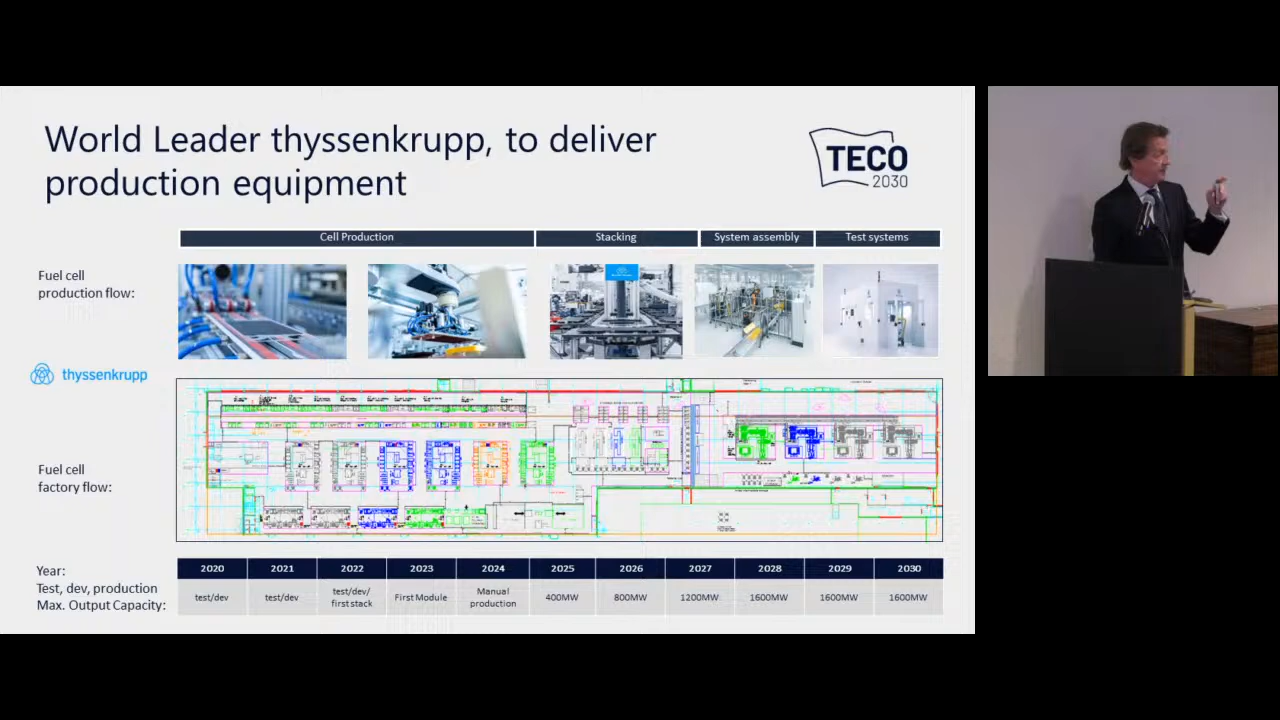 World Leader thyssenkrupp, to deliver
production equipment
TECO
2030
Cell Production
Stacking
System assembly
Test systems
Fuel cell
production flow:
thyssenkrupp
Fuel cell
factory flow:
Year:
2020
2021
2022
2023
2024
2025
2026
2027
2028
2029
2030
Test, dev, production
Max. Output Capacity:
test/dev
test/dev
test/dev/
first stack
First Module
Manual
production
400MW
800MW
1200MW
1600MW
1600MW
1600MW